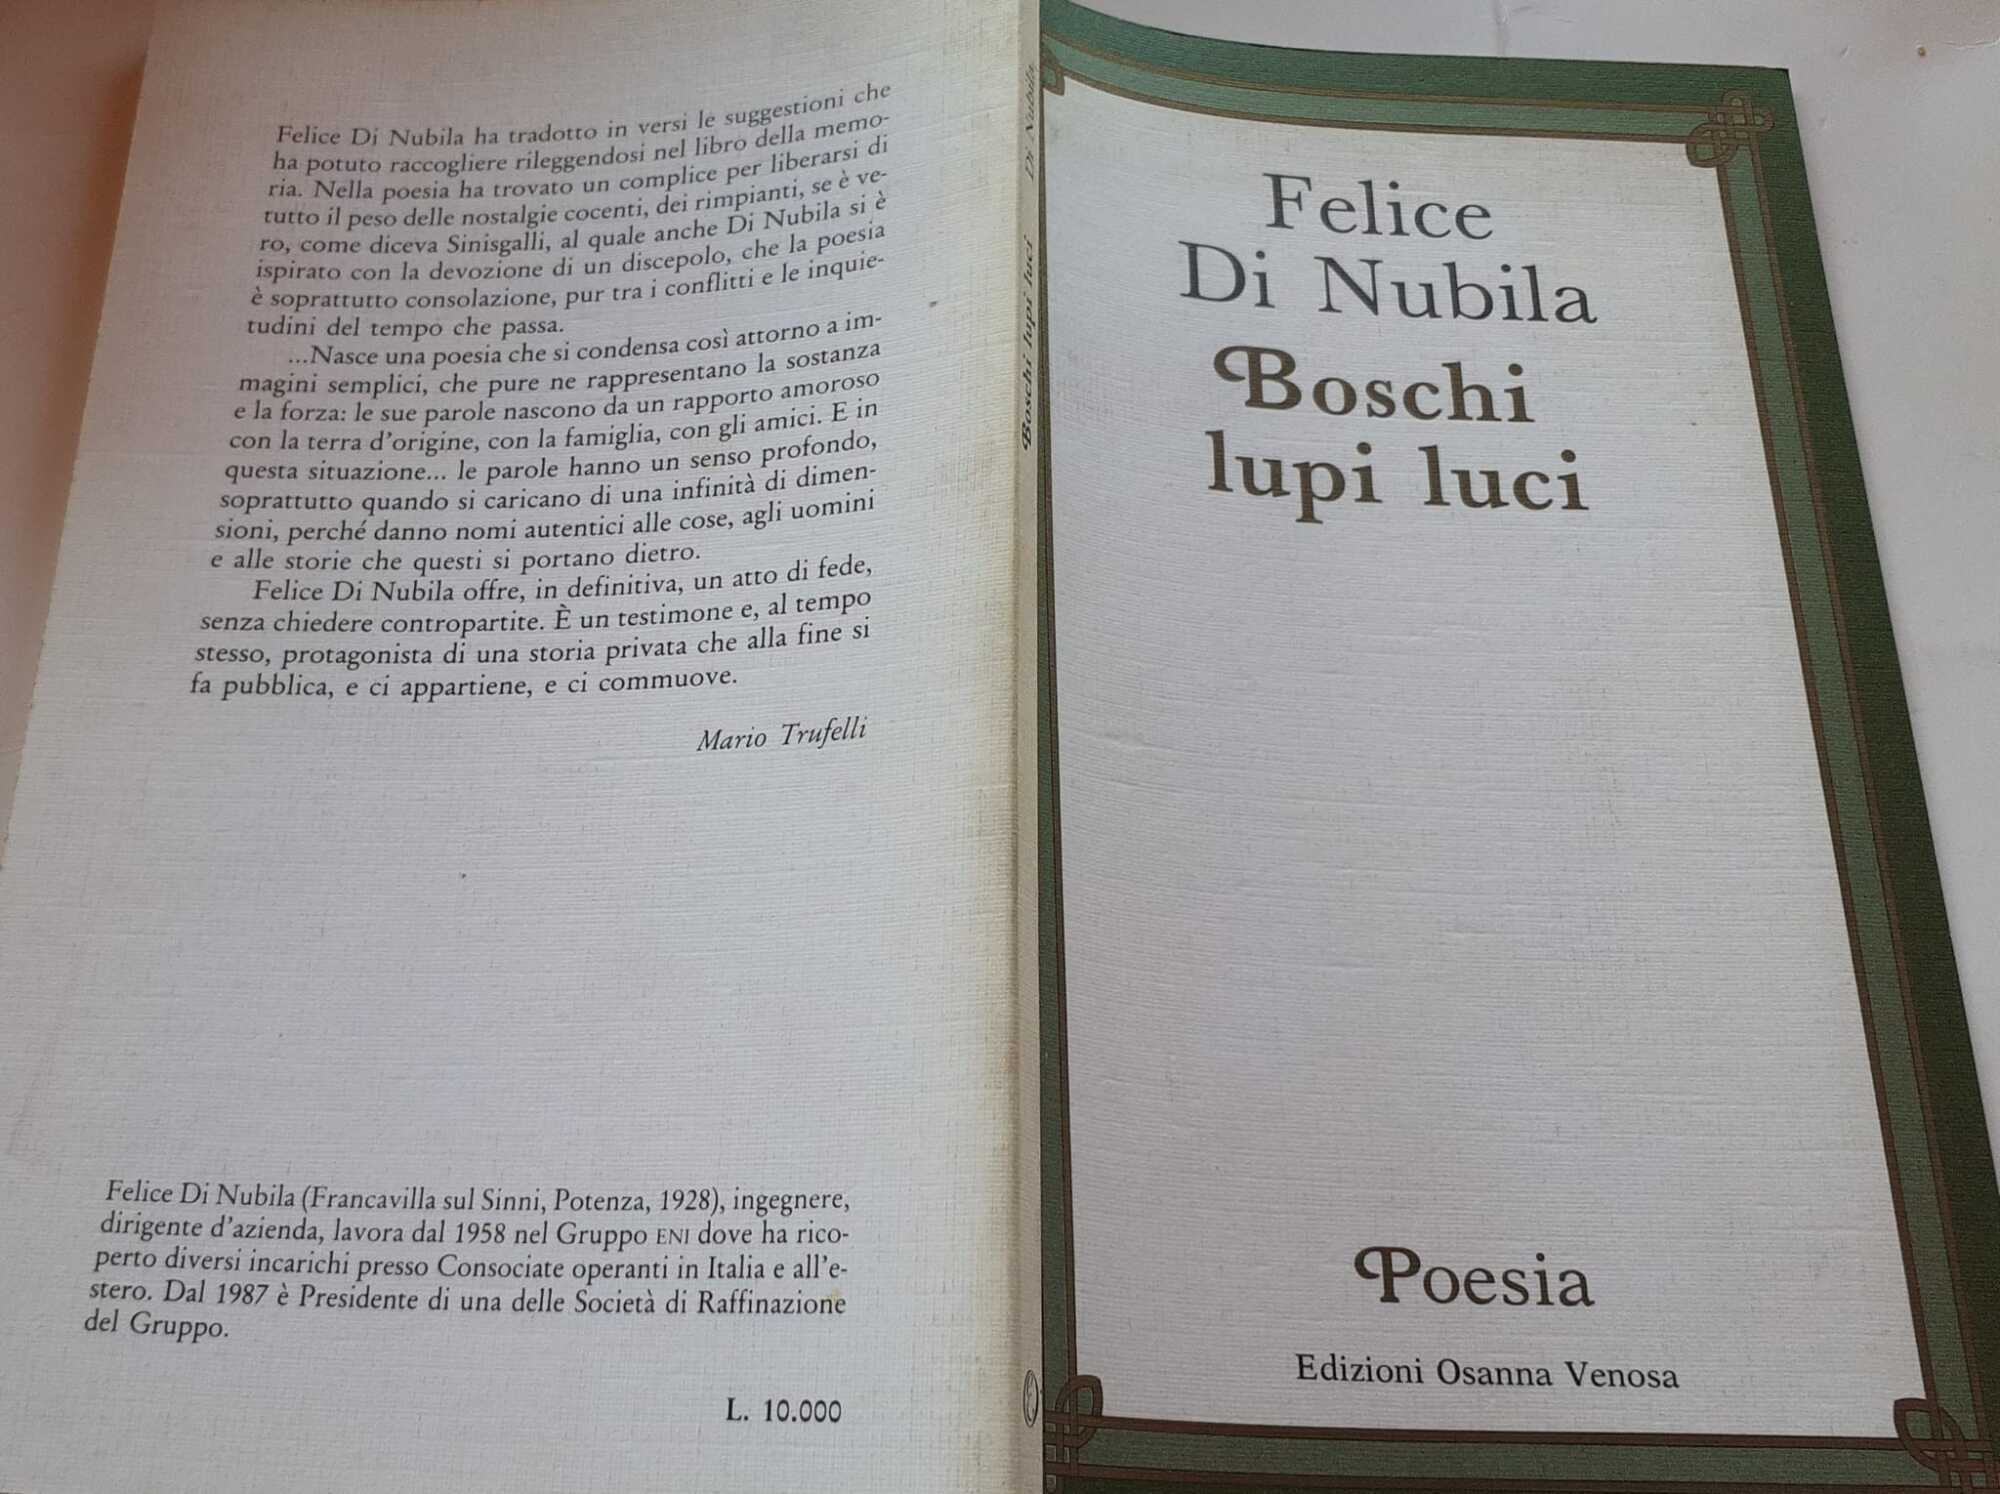 Felice Di Nubila ha tradotto in versi le suggestioni che
ha potuto raccogliere rileggendosi nel libro della memo-
ria. Nella poesia ha trovato un complice per liberarsi di
tutto il peso delle nostalgie cocenti, dei rimpianti, se è ve-
ro, come diceva Sinisgalli, al quale anche Di Nubila si è
ispirato con la devozione di un discepolo, che la poesia
è soprattutto consolazione, pur tra i conflitti e le inquie-
tudini del tempo che passa.
...Nasce una poesia che si condensa così attorno a im-
magini semplici, che pure ne rappresentano la sostanza
e la forza: le sue parole nascono da un rapporto amoroso
con la terra d'origine, con la famiglia, con gli amici. E in
questa situazione... le parole hanno un senso profondo,
soprattutto quando si caricano di una infinità di dimen-
sioni, perché danno nomi autentici alle cose, agli uomini
e alle storie che questi si portano dietro.
Felice Di Nubila offre, in definitiva, un atto di fede,
senza chiedere contropartite. È un testimone e, al tempo
stesso, protagonista di una storia privata che alla fine si
fa pubblica, e ci appartiene, e ci commuove.
Mario Trufelli
Felice Di Nubila (Francavilla sul Sinni, Potenza, 1928), ingegnere,
dirigente d'azienda, lavora dal 1958 nel Gruppo ENI dove ha rico-
perto diversi incarichi presso Consociate operanti in Italia e all'e-
stero. Dal 1987 è Presidente di una delle Società di Raffinazione
del Gruppo.
L. 10.000
Di Nubila Boschi lupi luci
Felice
Di Nubila
Boschi
lupi luci
Poesia
Edizioni Osanna Venosa